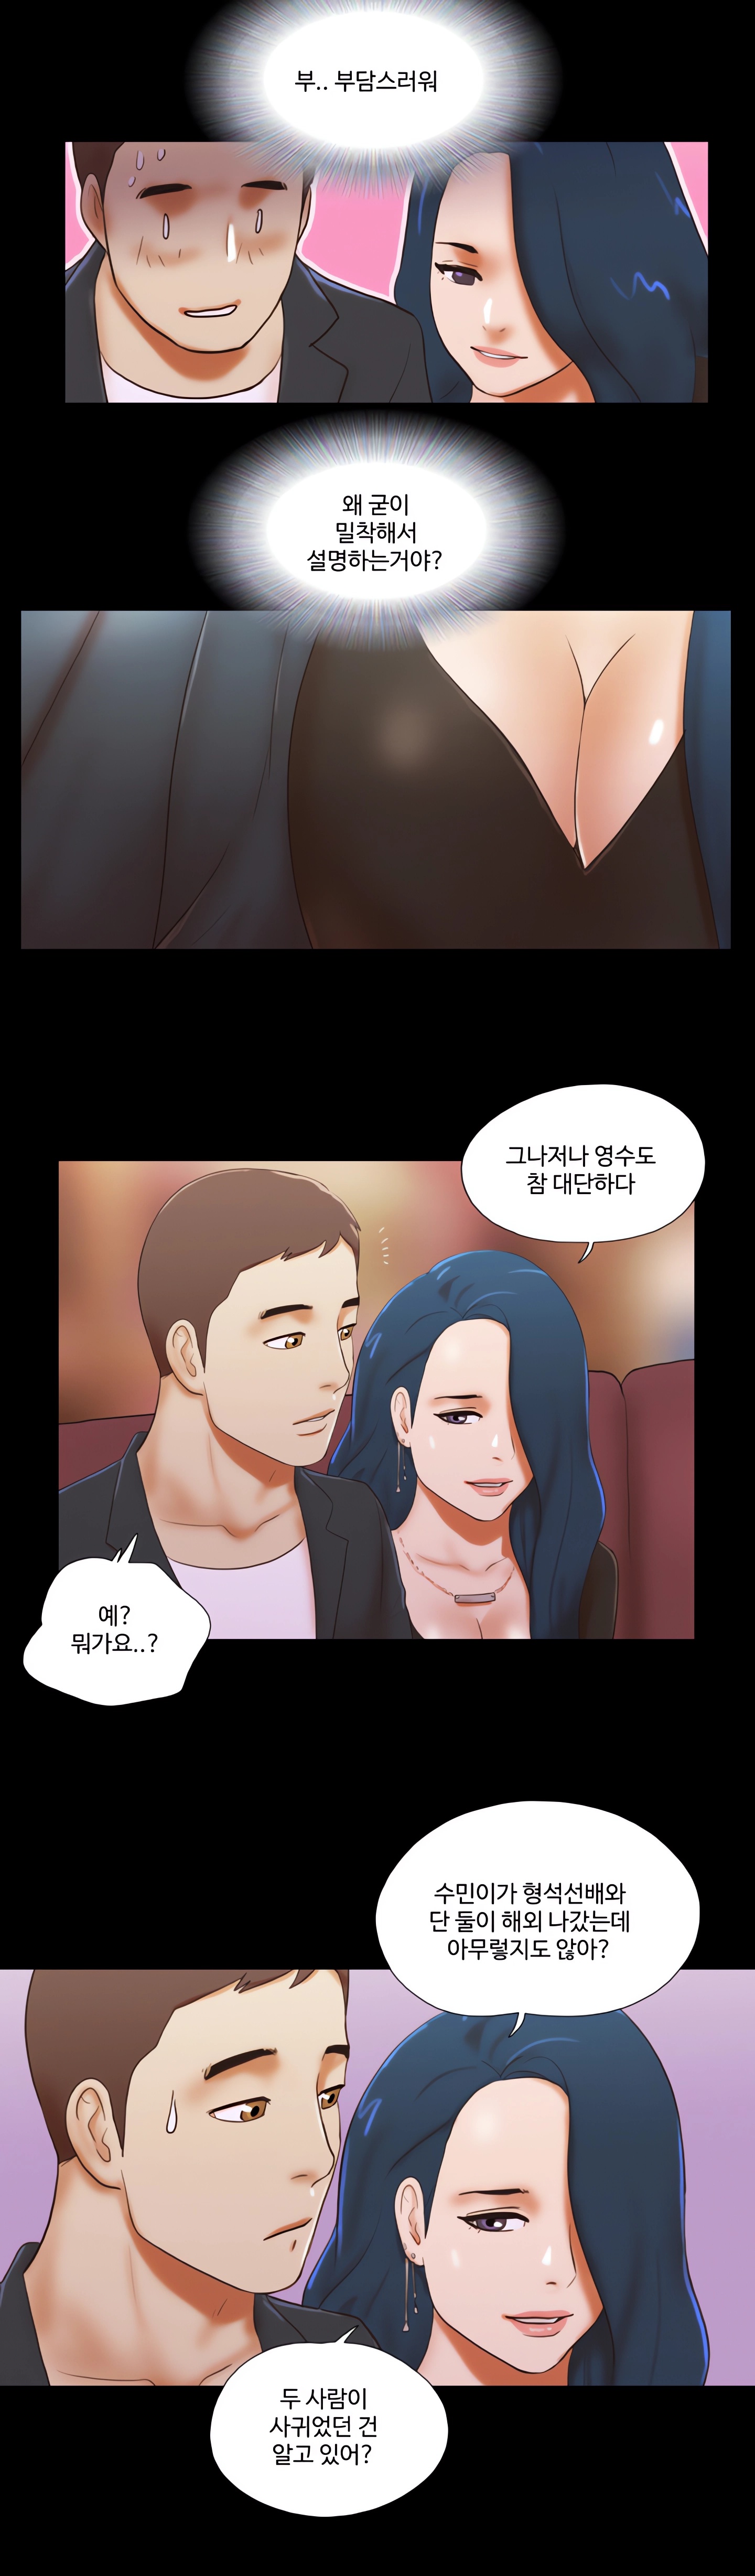 부.. 부담스러워
왜 굳이
밀착해서
설명하는거야?
그나저나 영수도
참 대단하다
예?
뭐가요..?
수민이가 형석선배와
단 둘이 해외 나갔는데
아무렇지도 않아?
두 사람이
사귀었던 건
알고 있어?